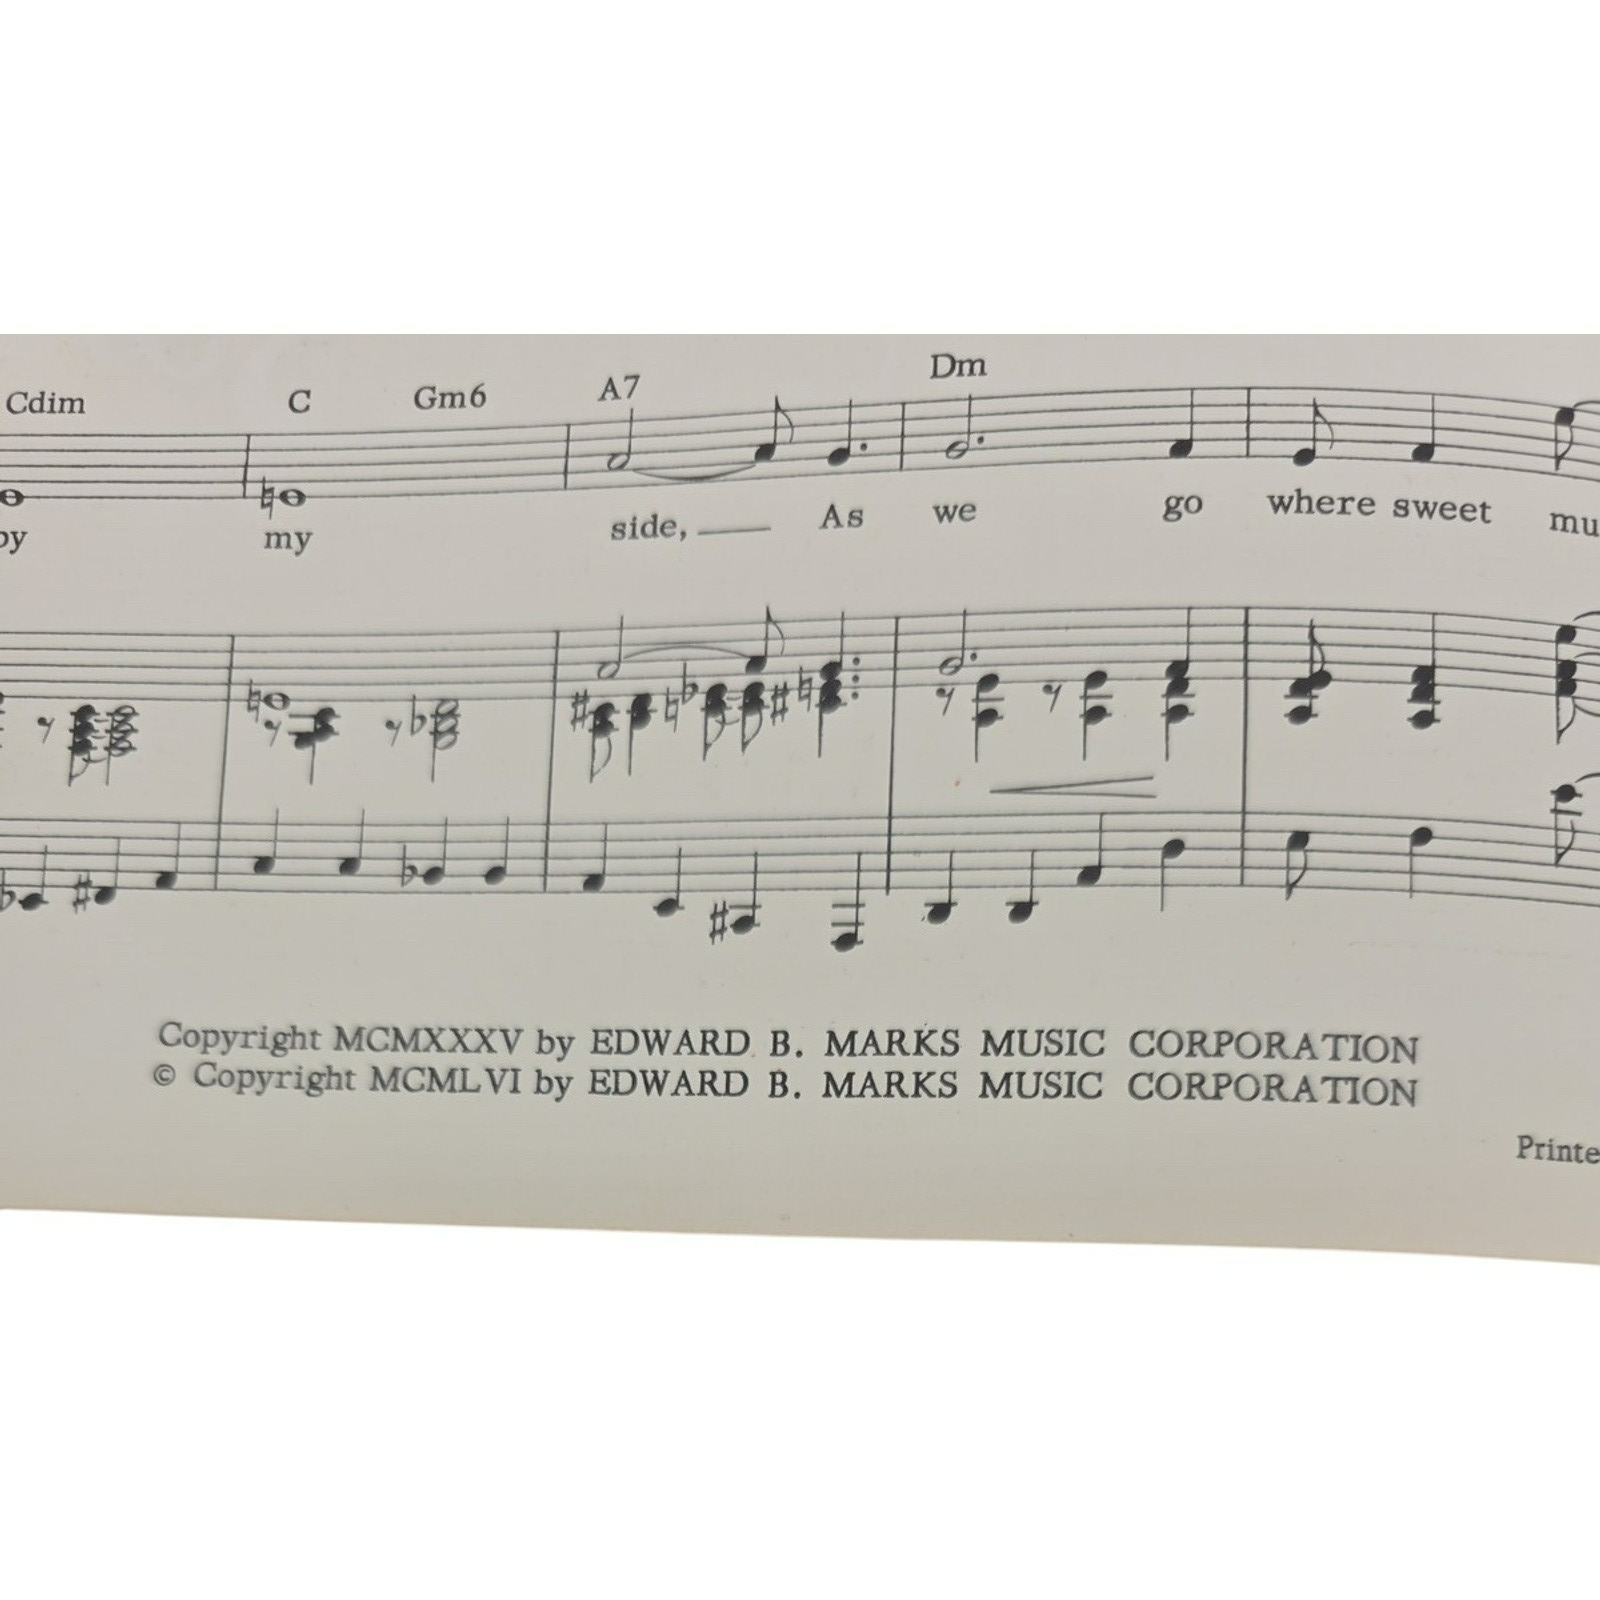 Cdim C Gm6 A7 Dm
my side, As we go where sweet
Copyright MCMXXXV by EDWARD B. MARKS MUSIC CORPORATION
© Copyright MCMLVI by EDWARD B. MARKS MUSIC CORPORATION